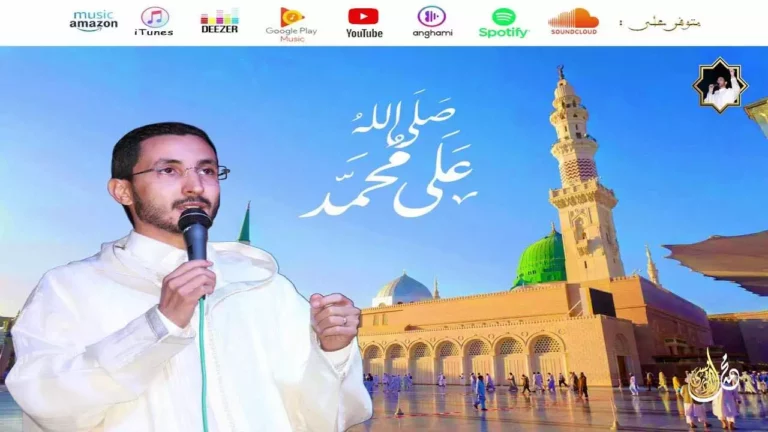 music amazon
iTunes
DEEZER
Google Play Music
YouTube
anghami
Spotify
SOUNDCLOUD
متوفر على :
صَلَّى اللهُ
عَلَى مُحَمَّدٍ